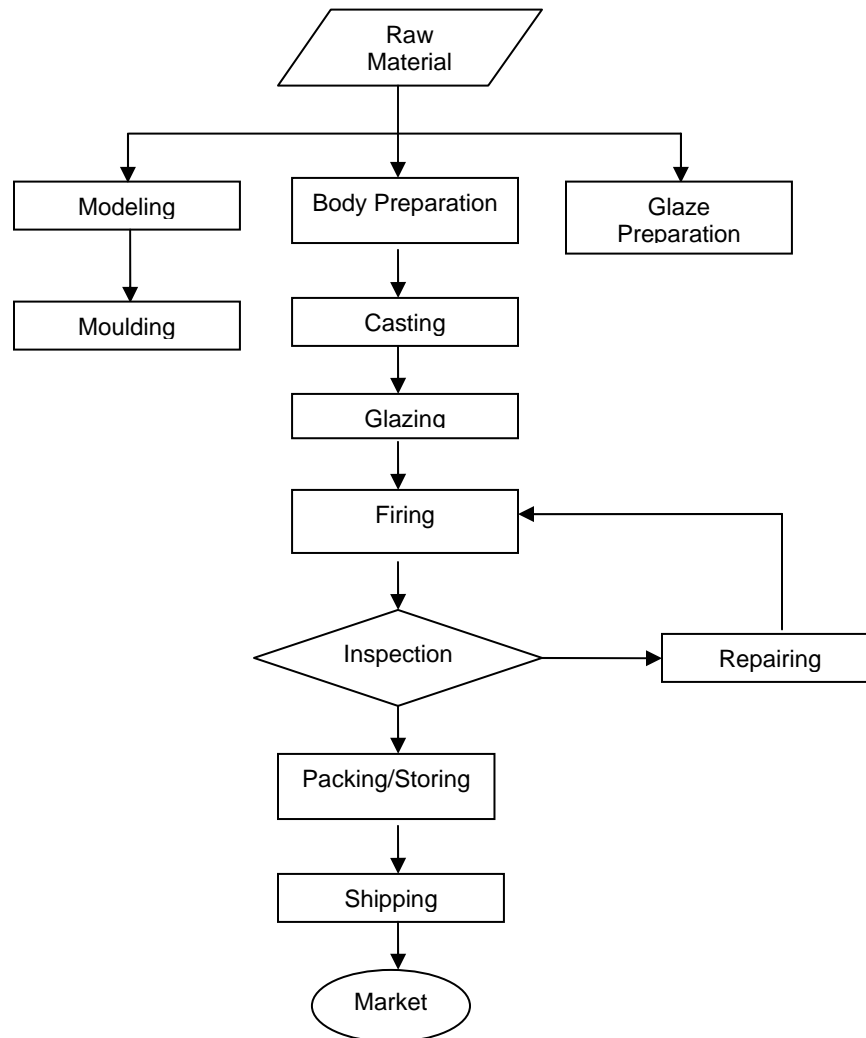 Raw
Material
Modeling
Body Preparation
Glaze
Preparation
Moulding
Casting
Glazing
Firing
Inspection
Repairing
Packing/Storing
Shipping
Market